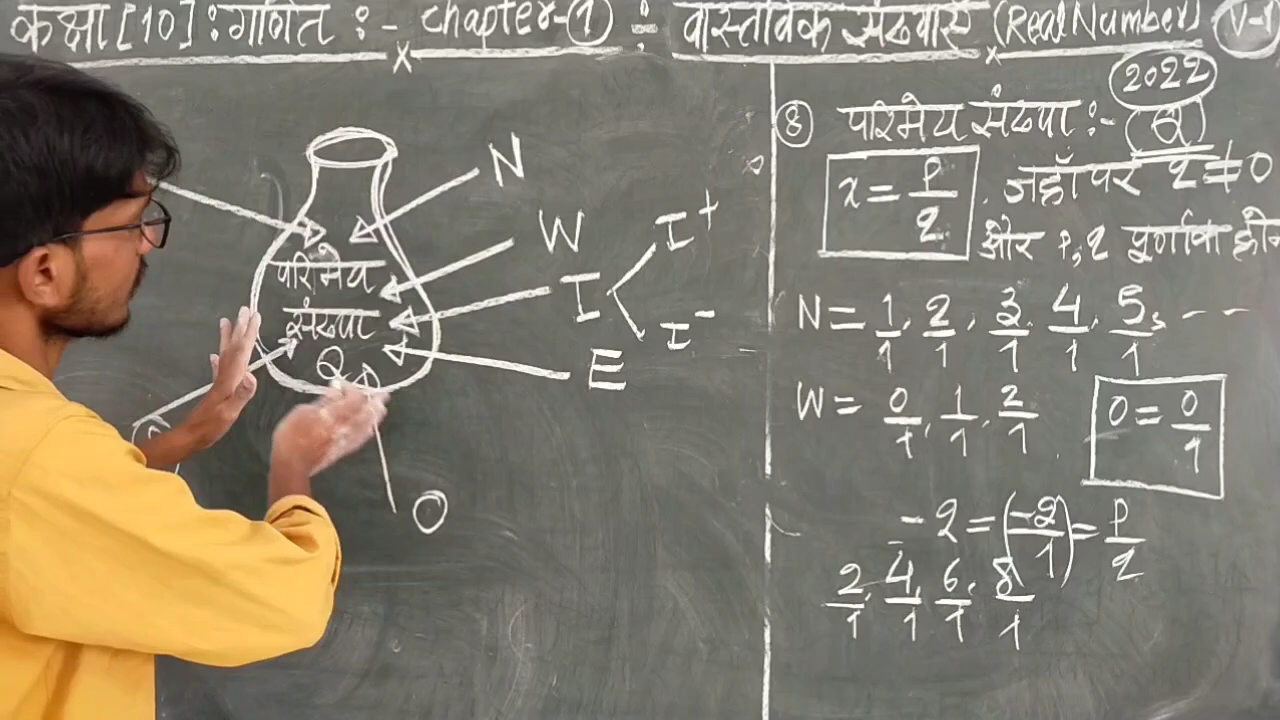 कक्षा [10] : गणित :- Chapter-(1) :- वास्तविक संख्याएँ (Real Number) V-1
2022
N
W
I I+
I-
E
O
परिमेय
संख्या
Q
8 परिमेय संख्या :- (Q)
x = P/q, जहाँ पर q ≠ 0
और P, q पूर्णांक
N = 1/1, 2/1, 3/1, 4/1, 5/1, ---
W = 0/1, 1/1, 2/1
0 = 0/1
-2 = (-2/1) = P/q
2/1, 4/1, 6/1, 8/1